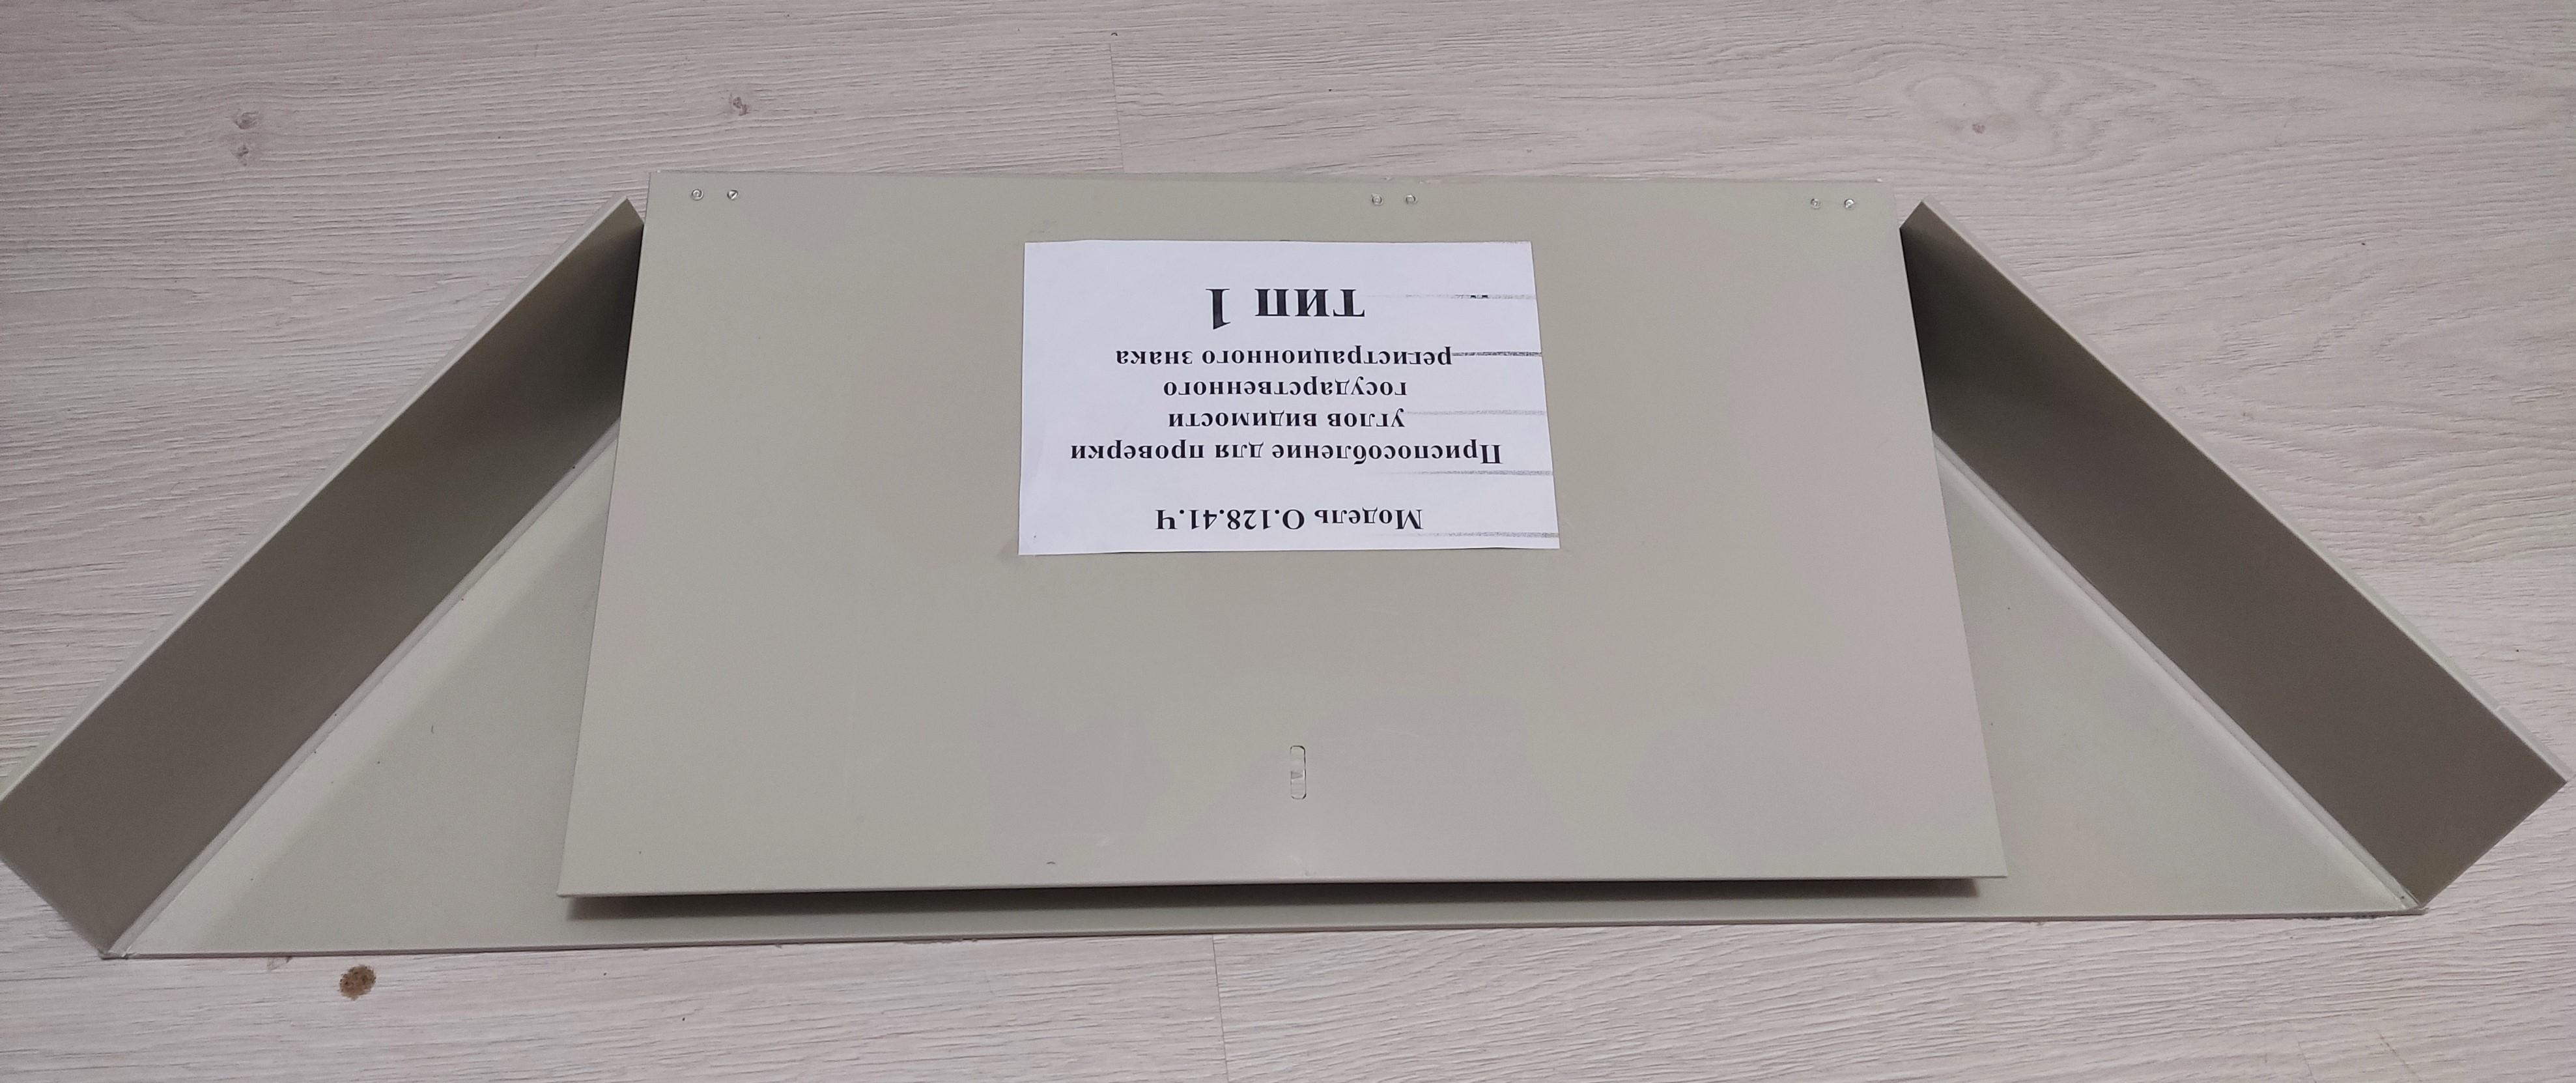 Модель О.128.41.Ч
Приспособление для проверки
углов видимости
государственного
регистрационного знака
ТИП 1